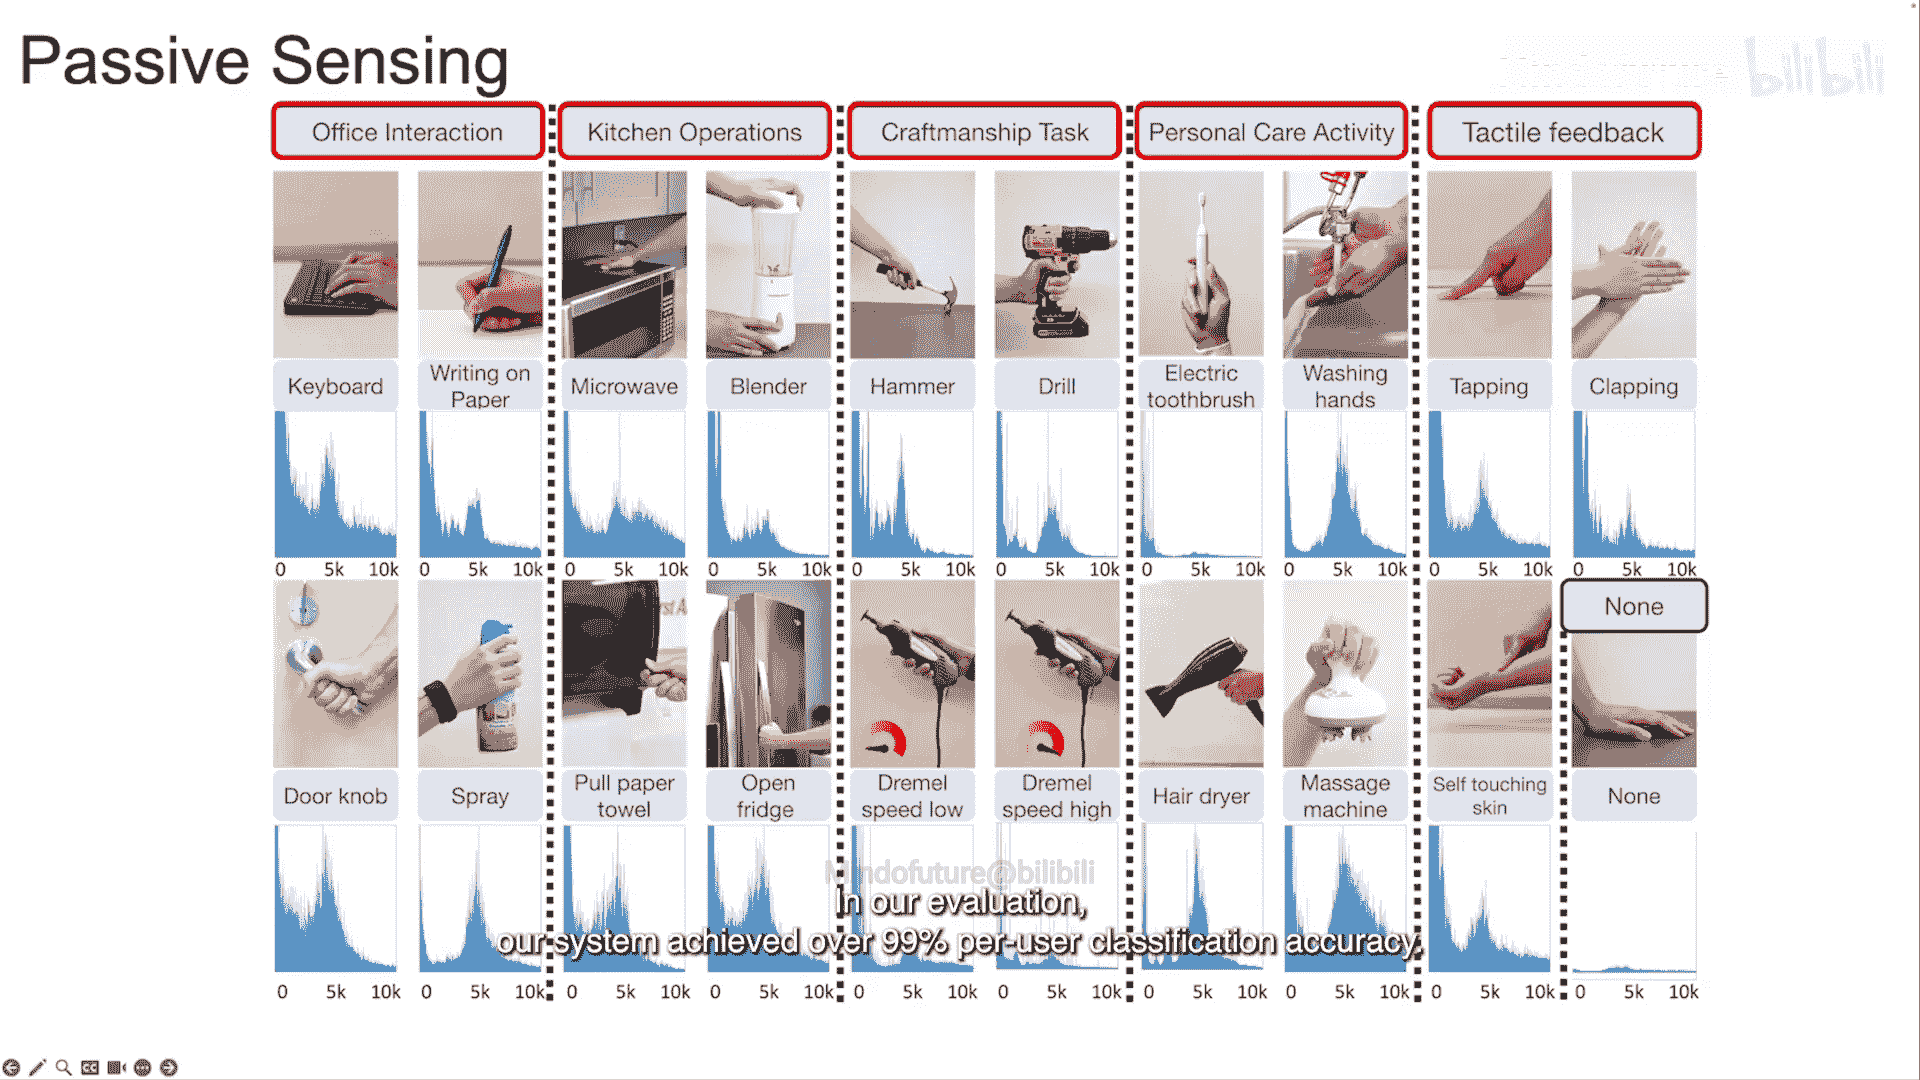 Passive Sensing
bilibili
Office Interaction
Kitchen Operations
Craftmanship Task
Personal Care Activity
Tactile feedback
Keyboard
Writing on
Paper
Microwave
Blender
Hammer
Drill
Electric
toothbrush
Washing
hands
Tapping
Clapping
0 5k 10k
0 5k 10k
0 5k 10k
0 5k 10k
0 5k 10k
0 5k 10k
0 5k 10k
0 5k 10k
0 5k 10k
0 5k 10k
None
Door knob
Spray
Pull paper
towel
Open
fridge
Dremel
speed low
Dremel
speed high
Hair dryer
Massage
machine
Self touching
skin
None
Mindofuture@bilibili
In our evaluation,
our system achieved over 99% per-user classification accuracy.
0 5k 10k
0 5k 10k
0 5k 10k
0 5k 10k
0 5k 10k
0 5k 10k
0 5k 10k
0 5k 10k
0 5k 10k
0 5k 10k
CC